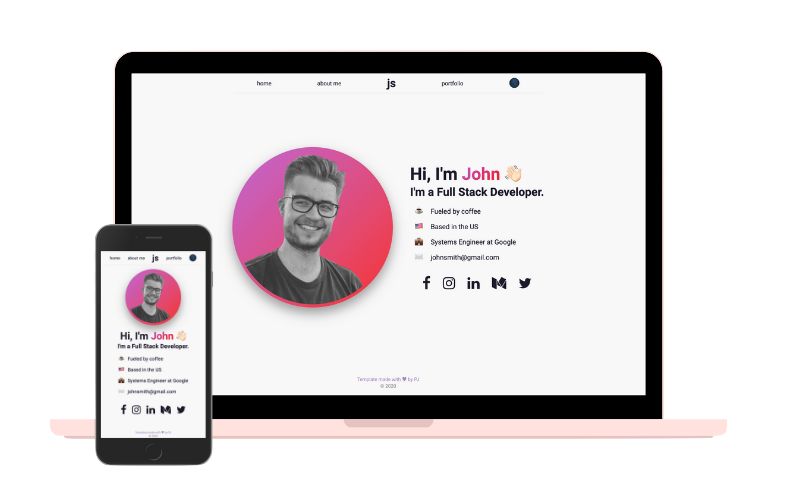 home about me js portfolio
Hi, I'm John 👋🏻
I'm a Full Stack Developer.
☕ Fueled by coffee
🇺🇸 Based in the US
Systems Engineer at Google
johnsmith@gmail.com
Template made with by PJ
© 2020
home about me js portfolio
Hi, I'm John 👋🏻
I'm a Full Stack Developer.
☕ Fueled by coffee
🇺🇸 Based in the US
Systems Engineer at Google
johnsmith@gmail.com